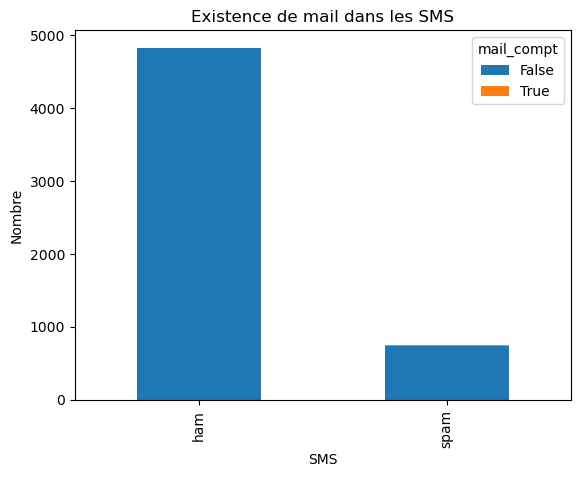 Existence de mail dans les SMS
mail_compt
False
True
Nombre
5000
4000
3000
2000
1000
0
ham
spam
SMS